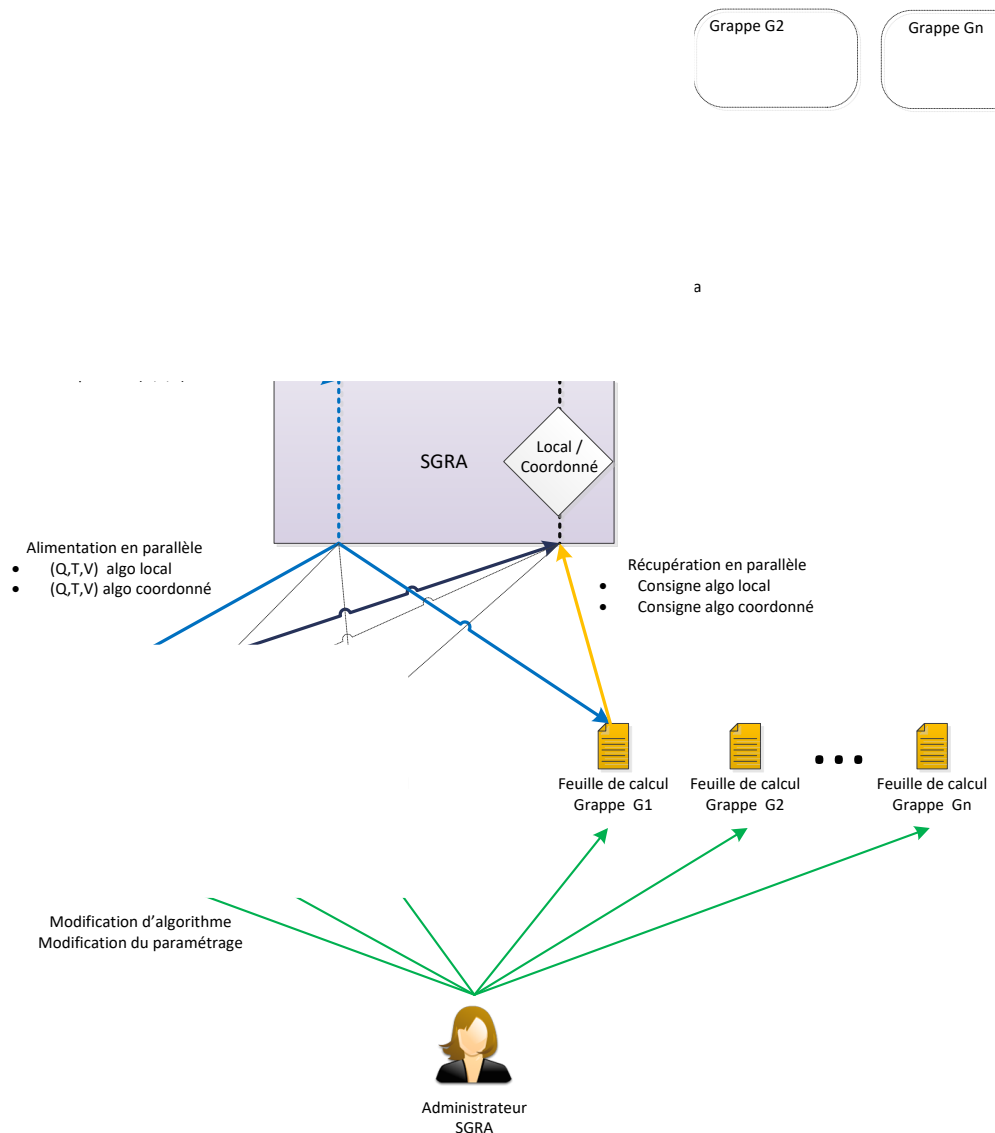 Grappe G2
Grappe Gn
a
Local /
Coordonné
SGRA
Alimentation en parallèle
• (Q,T,V) algo local
• (Q,T,V) algo coordonné
Récupération en parallèle
• Consigne algo local
• Consigne algo coordonné
Feuille de calcul
Grappe G1
Feuille de calcul
Grappe G2
Feuille de calcul
Grappe Gn
Modification d'algorithme
Modification du paramétrage
Administrateur
SGRA